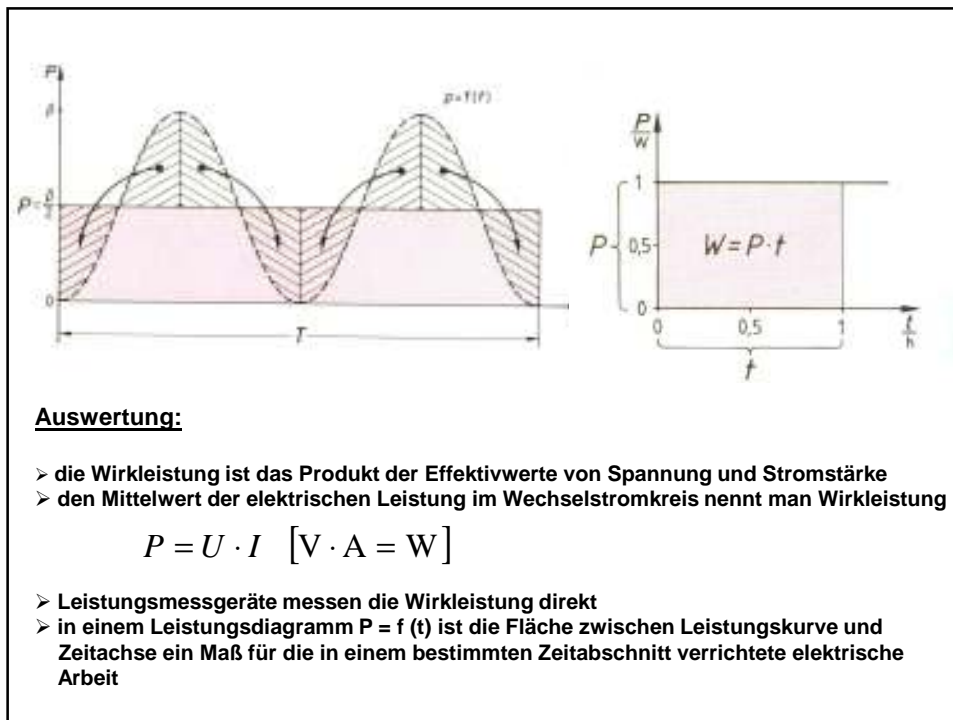 P
p̂
p=f(t)
P = p̂/2
0
T
P/W
1
P
0,5
W = P · t
0
0
0,5
1
t/h
t
Auswertung:
➢ die Wirkleistung ist das Produkt der Effektivwerte von Spannung und Stromstärke
➢ den Mittelwert der elektrischen Leistung im Wechselstromkreis nennt man Wirkleistung
P = U · I [V · A = W]
➢ Leistungsmessgeräte messen die Wirkleistung direkt
➢ in einem Leistungsdiagramm P = f (t) ist die Fläche zwischen Leistungskurve und
Zeitachse ein Maß für die in einem bestimmten Zeitabschnitt verrichtete elektrische
Arbeit